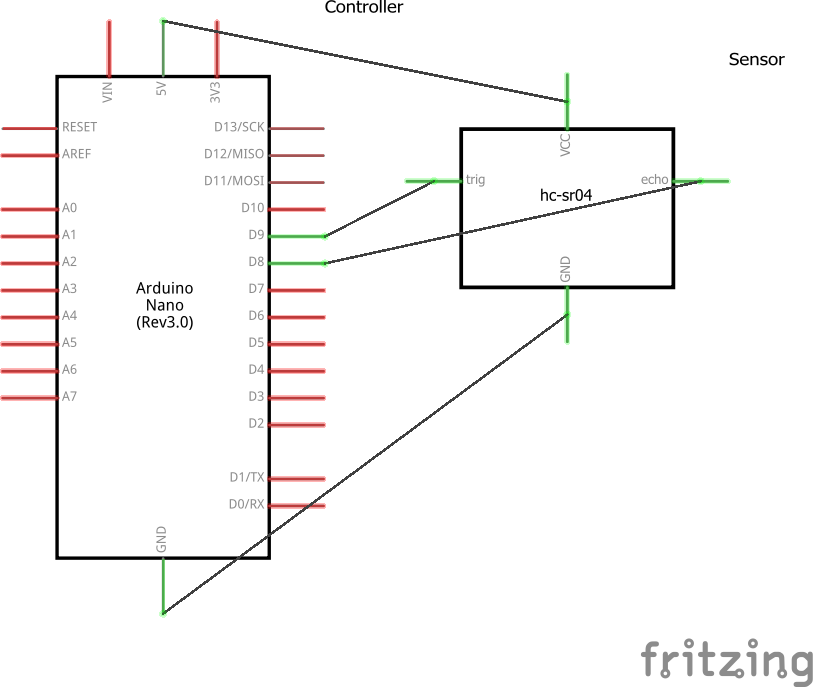 Controller
Sensor
VIN
5V
3V3
RESET
AREF
A0
A1
A2
A3
A4
A5
A6
A7
D13/SCK
D12/MISO
D11/MOSI
D10
D9
D8
D7
D6
D5
D4
D3
D2
D1/TX
D0/RX
Arduino
Nano
(Rev3.0)
GND
VCC
trig
echo
hc-sr04
GND
fritzing